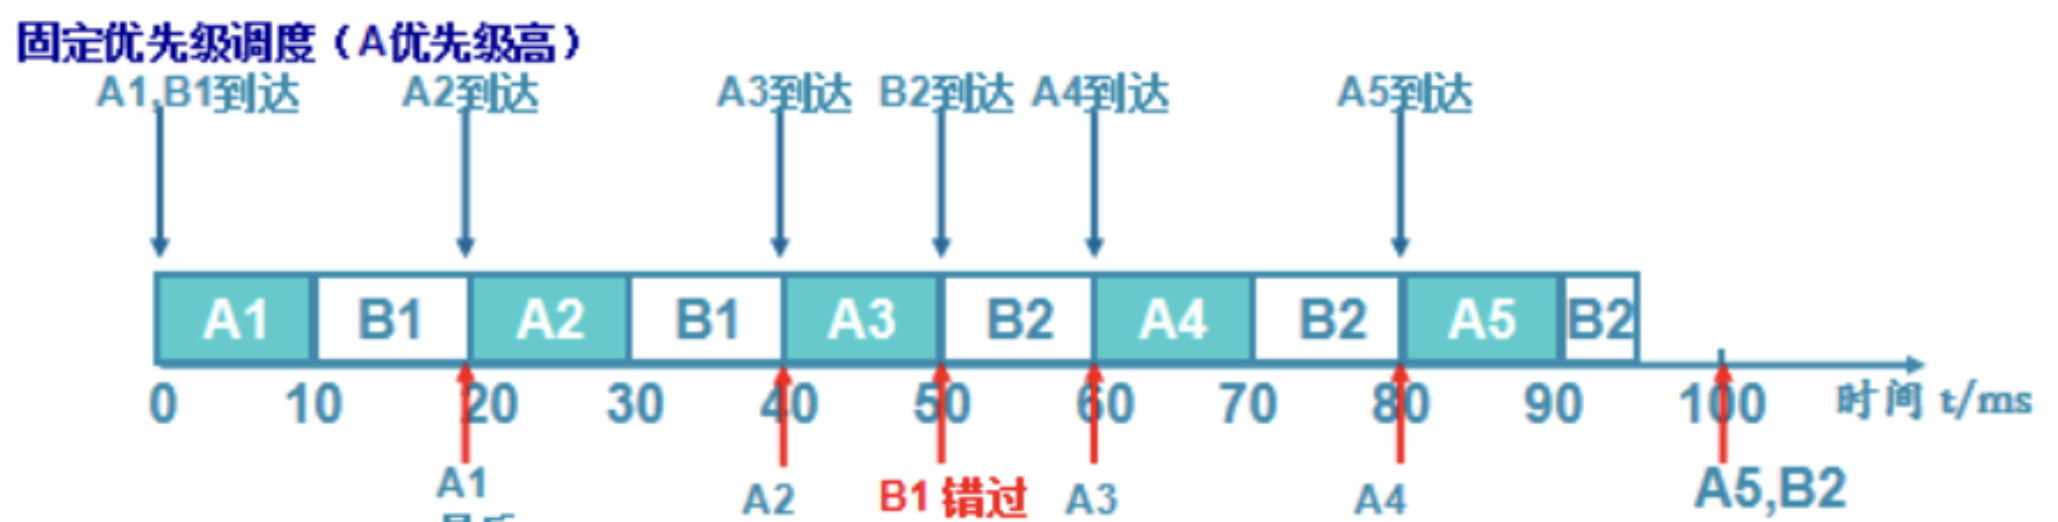 固定优先级调度（A优先级高）
A1,B1到达 A2到达 A3到达 B2到达 A4到达 A5到达
A1 B1 A2 B1 A3 B2 A4 B2 A5 B2
0 10 20 30 40 50 60 70 80 90 100 时间 t/ms
A1 A2 B1 错过 A3 A4 A5,B2